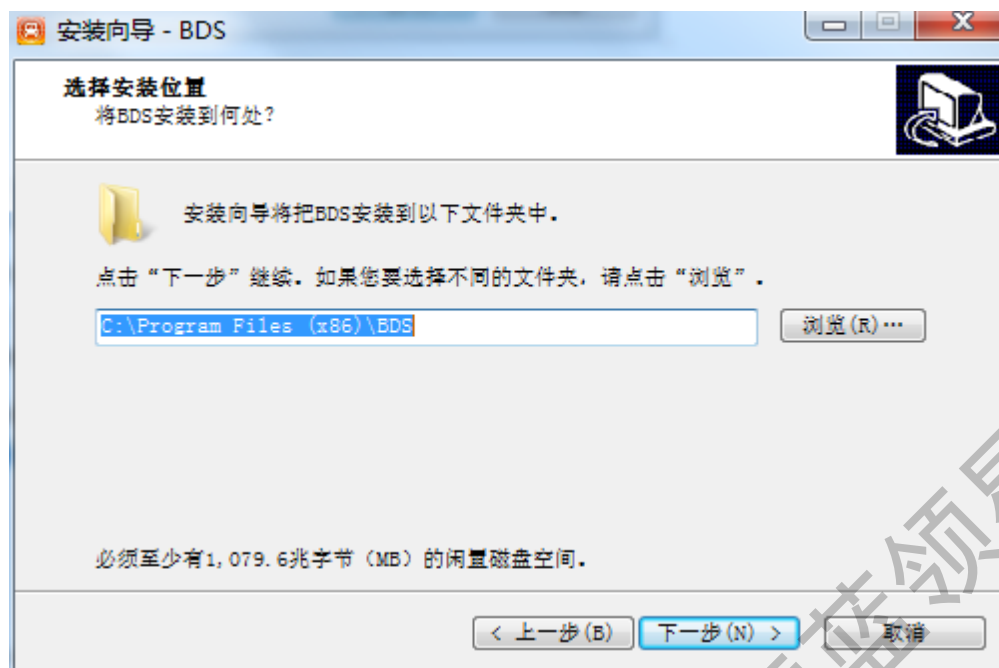 安装向导 - BDS
选择安装位置
将BDS安装到何处?
安装向导将把BDS安装到以下文件夹中.
点击“下一步”继续. 如果您要选择不同的文件夹, 请点击“浏览”.
C:\Program Files (x86)\BDS
浏览(R)…
必须至少有1,079.6兆字节（MB）的闲置磁盘空间.
< 上一步(B)
下一步(N) >
取消
蓝领